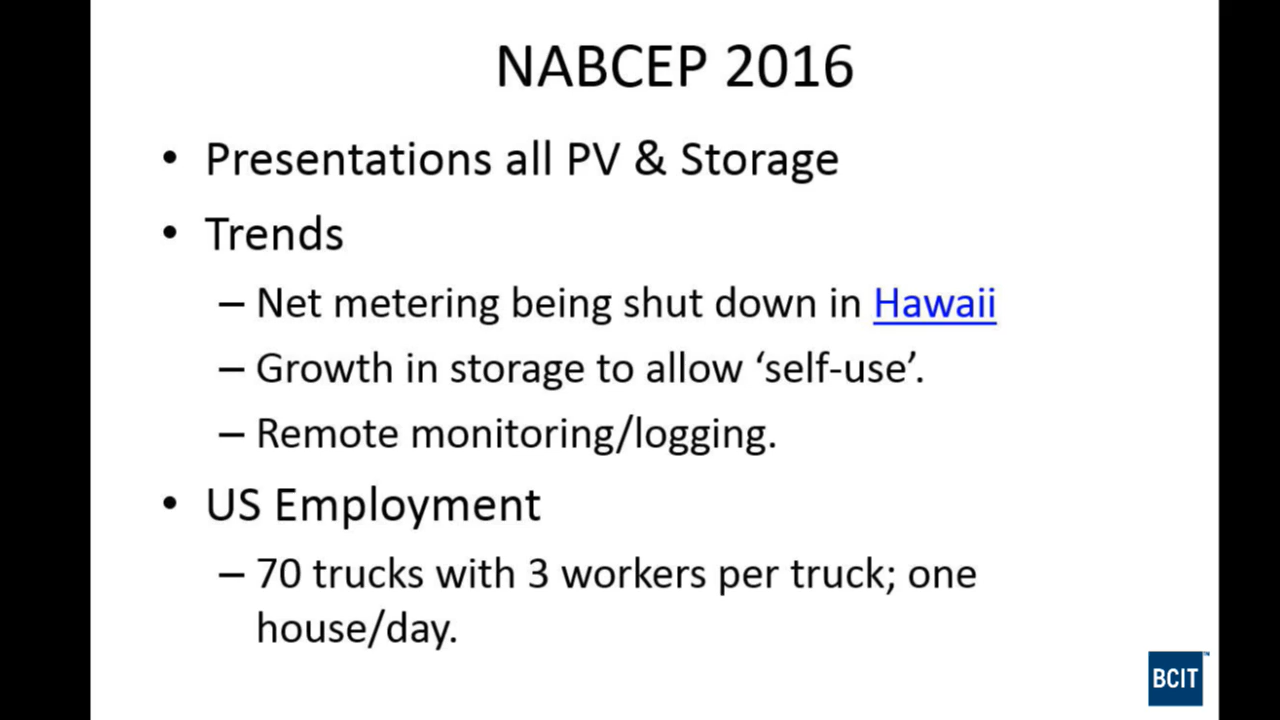 NABCEP 2016
• Presentations all PV & Storage
• Trends
– Net metering being shut down in Hawaii
– Growth in storage to allow ‘self-use’.
– Remote monitoring/logging.
• US Employment
– 70 trucks with 3 workers per truck; one
house/day.
BCIT